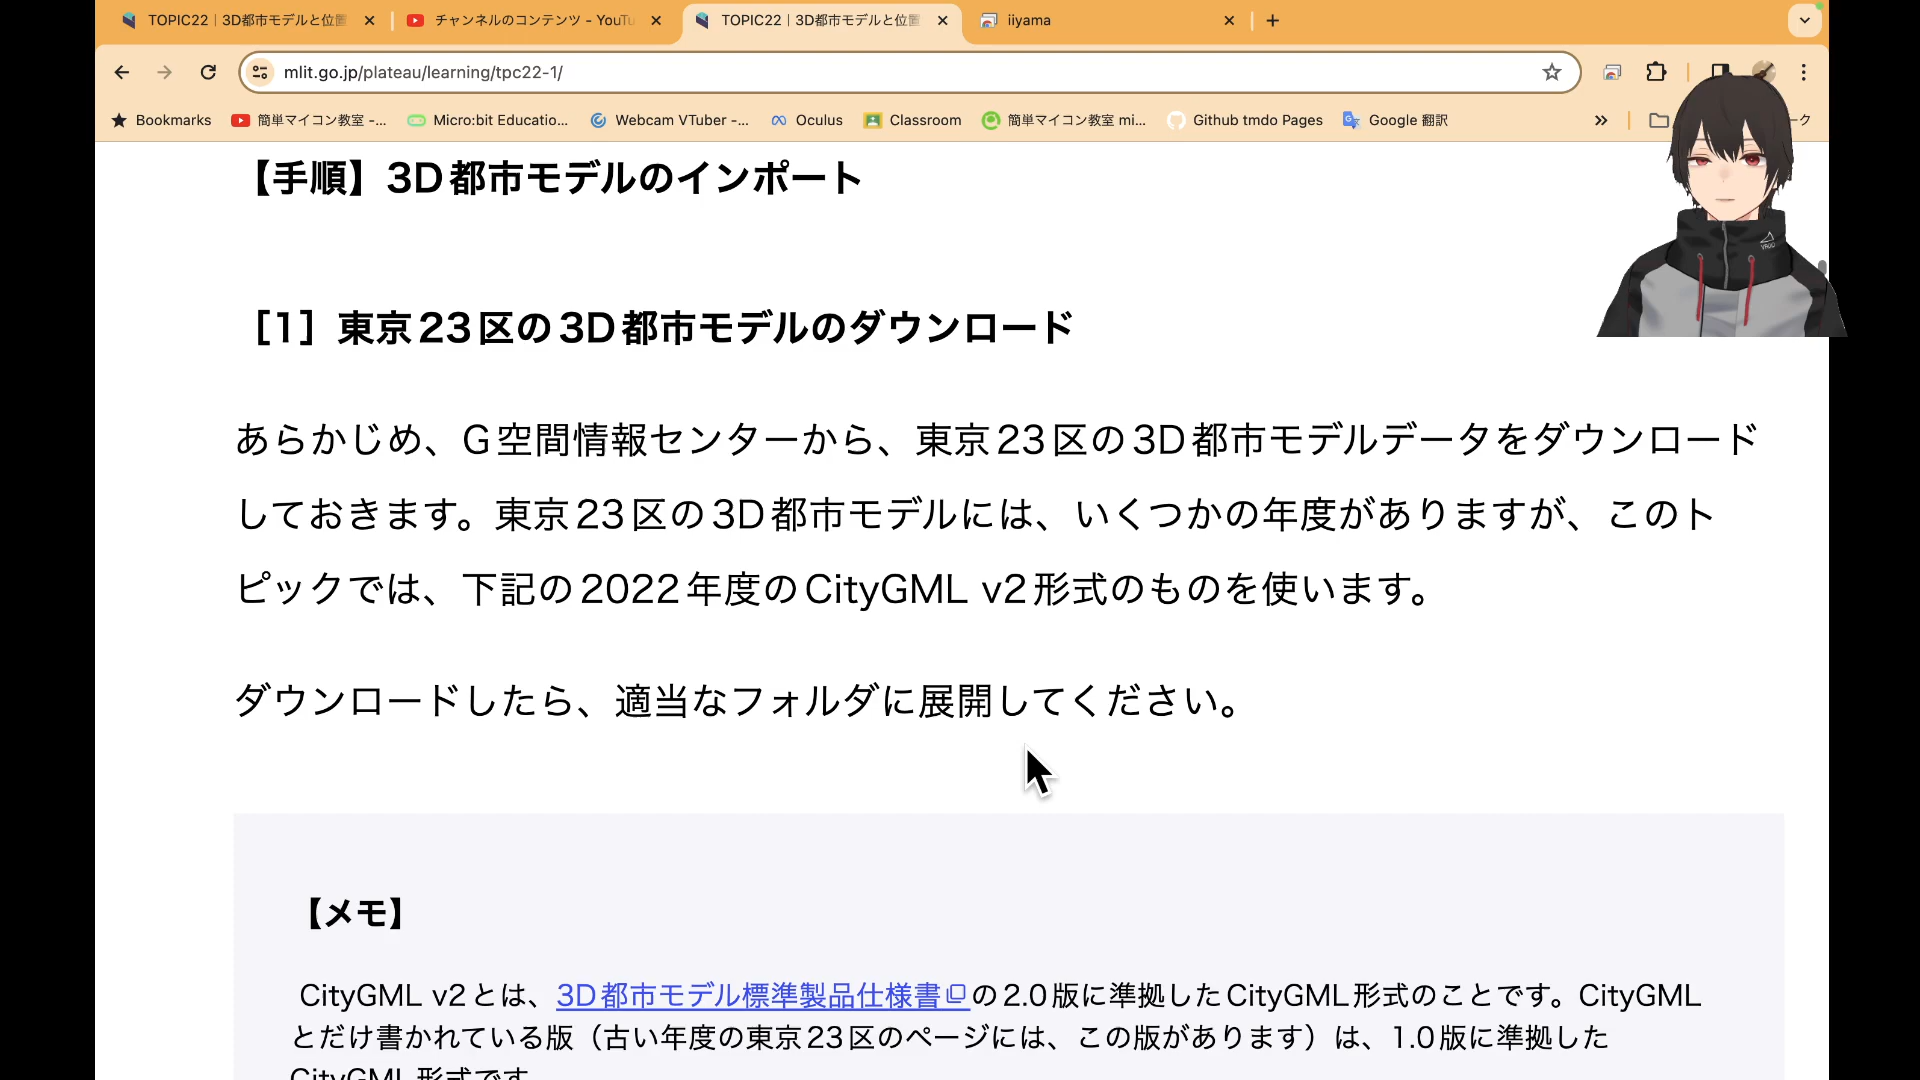 TOPIC22 | 3D都市モデルと位置
チャンネルのコンテンツ - YouTu
TOPIC22 | 3D都市モデルと位置
iiyama
mlit.go.jp/plateau/learning/tpc22-1/
Bookmarks
簡単マイコン教室 -...
Micro:bit Educatio...
Webcam VTuber -...
Oculus
Classroom
簡単マイコン教室 mi...
Github tmdo Pages
Google 翻訳
ーク
【手順】3D都市モデルのインポート
［1］東京23区の3D都市モデルのダウンロード
あらかじめ、G空間情報センターから、東京23区の3D都市モデルデータをダウンロード
しておきます。東京23区の3D都市モデルには、いくつかの年度がありますが、このト
ピックでは、下記の2022年度のCityGML v2形式のものを使います。
ダウンロードしたら、適当なフォルダに展開してください。
【メモ】
CityGML v2とは、3D都市モデル標準製品仕様書の2.0版に準拠したCityGML形式のことです。CityGML
とだけ書かれている版（古い年度の東京23区のページには、この版があります）は、1.0版に準拠した
CityGML形式です